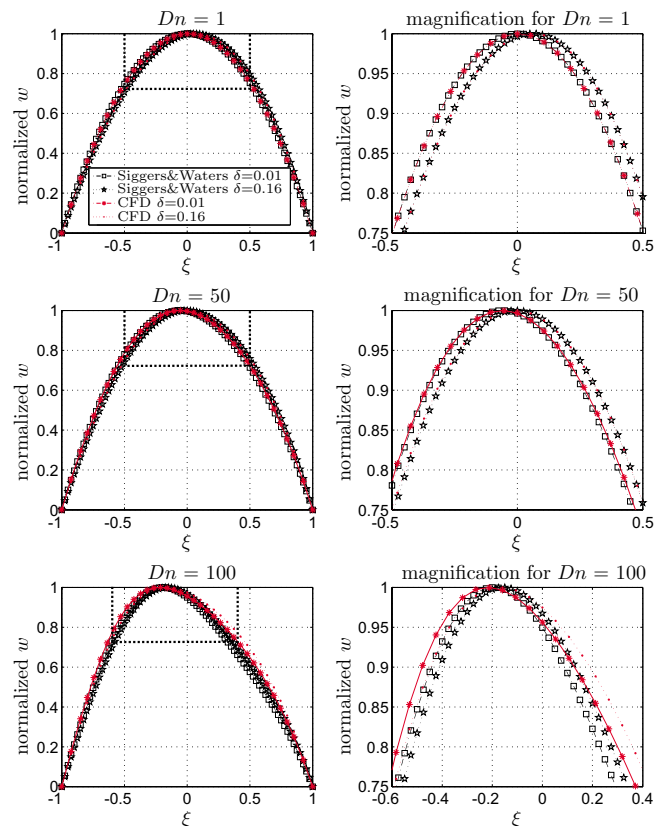 Dn = 1
magnification for Dn = 1
normalized w
1
0.8
0.6
0.4
0.2
0
-1
-0.5
0
0.5
1
ξ
Siggers&Waters δ=0.01
Siggers&Waters δ=0.16
CFD δ=0.01
CFD δ=0.16
normalized w
1
0.95
0.9
0.85
0.8
0.75
-0.5
0
0.5
ξ
Dn = 50
magnification for Dn = 50
normalized w
1
0.8
0.6
0.4
0.2
0
-1
-0.5
0
0.5
1
ξ
normalized w
1
0.95
0.9
0.85
0.8
0.75
-0.5
0
0.5
ξ
Dn = 100
magnification for Dn = 100
normalized w
1
0.8
0.6
0.4
0.2
0
-1
-0.5
0
0.5
1
ξ
normalized w
1
0.95
0.9
0.85
0.8
0.75
-0.6
-0.4
-0.2
0
0.2
0.4
ξ